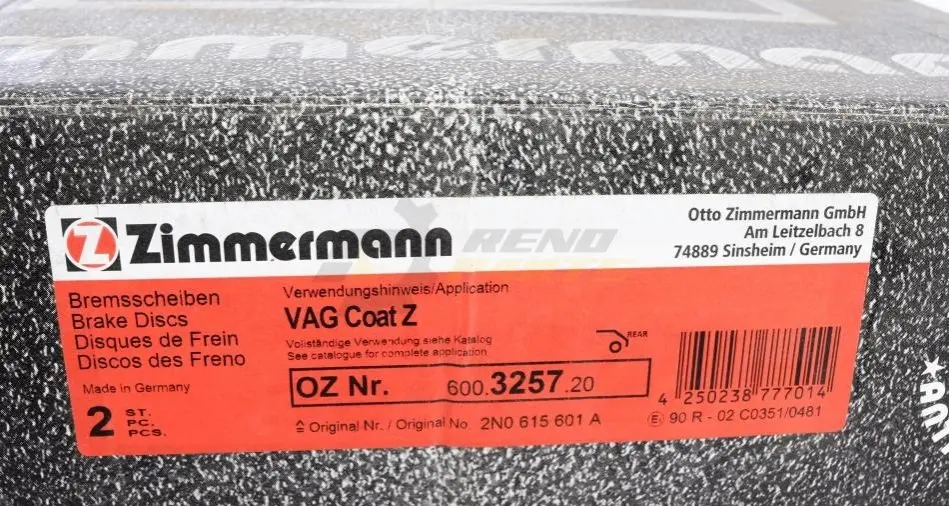 Zimmermann
Otto Zimmermann GmbH
Am Leitzelbach 8
74889 Sinsheim / Germany
Bremsscheiben
Brake Discs
Disques de Frein
Discos des Freno
Made in Germany
2 ST.
PC.
PCS.
Verwendungshinweis/Application
VAG Coat Z
Vollständige Verwendung siehe Katalog
See catalogue for complete application
REAR
OZ Nr. 600.3257.20
≙ Original Nr. / Original No. 2N0 615 601 A
4 250238 777014
E1 90 R - 02 C0351/0481
RENO